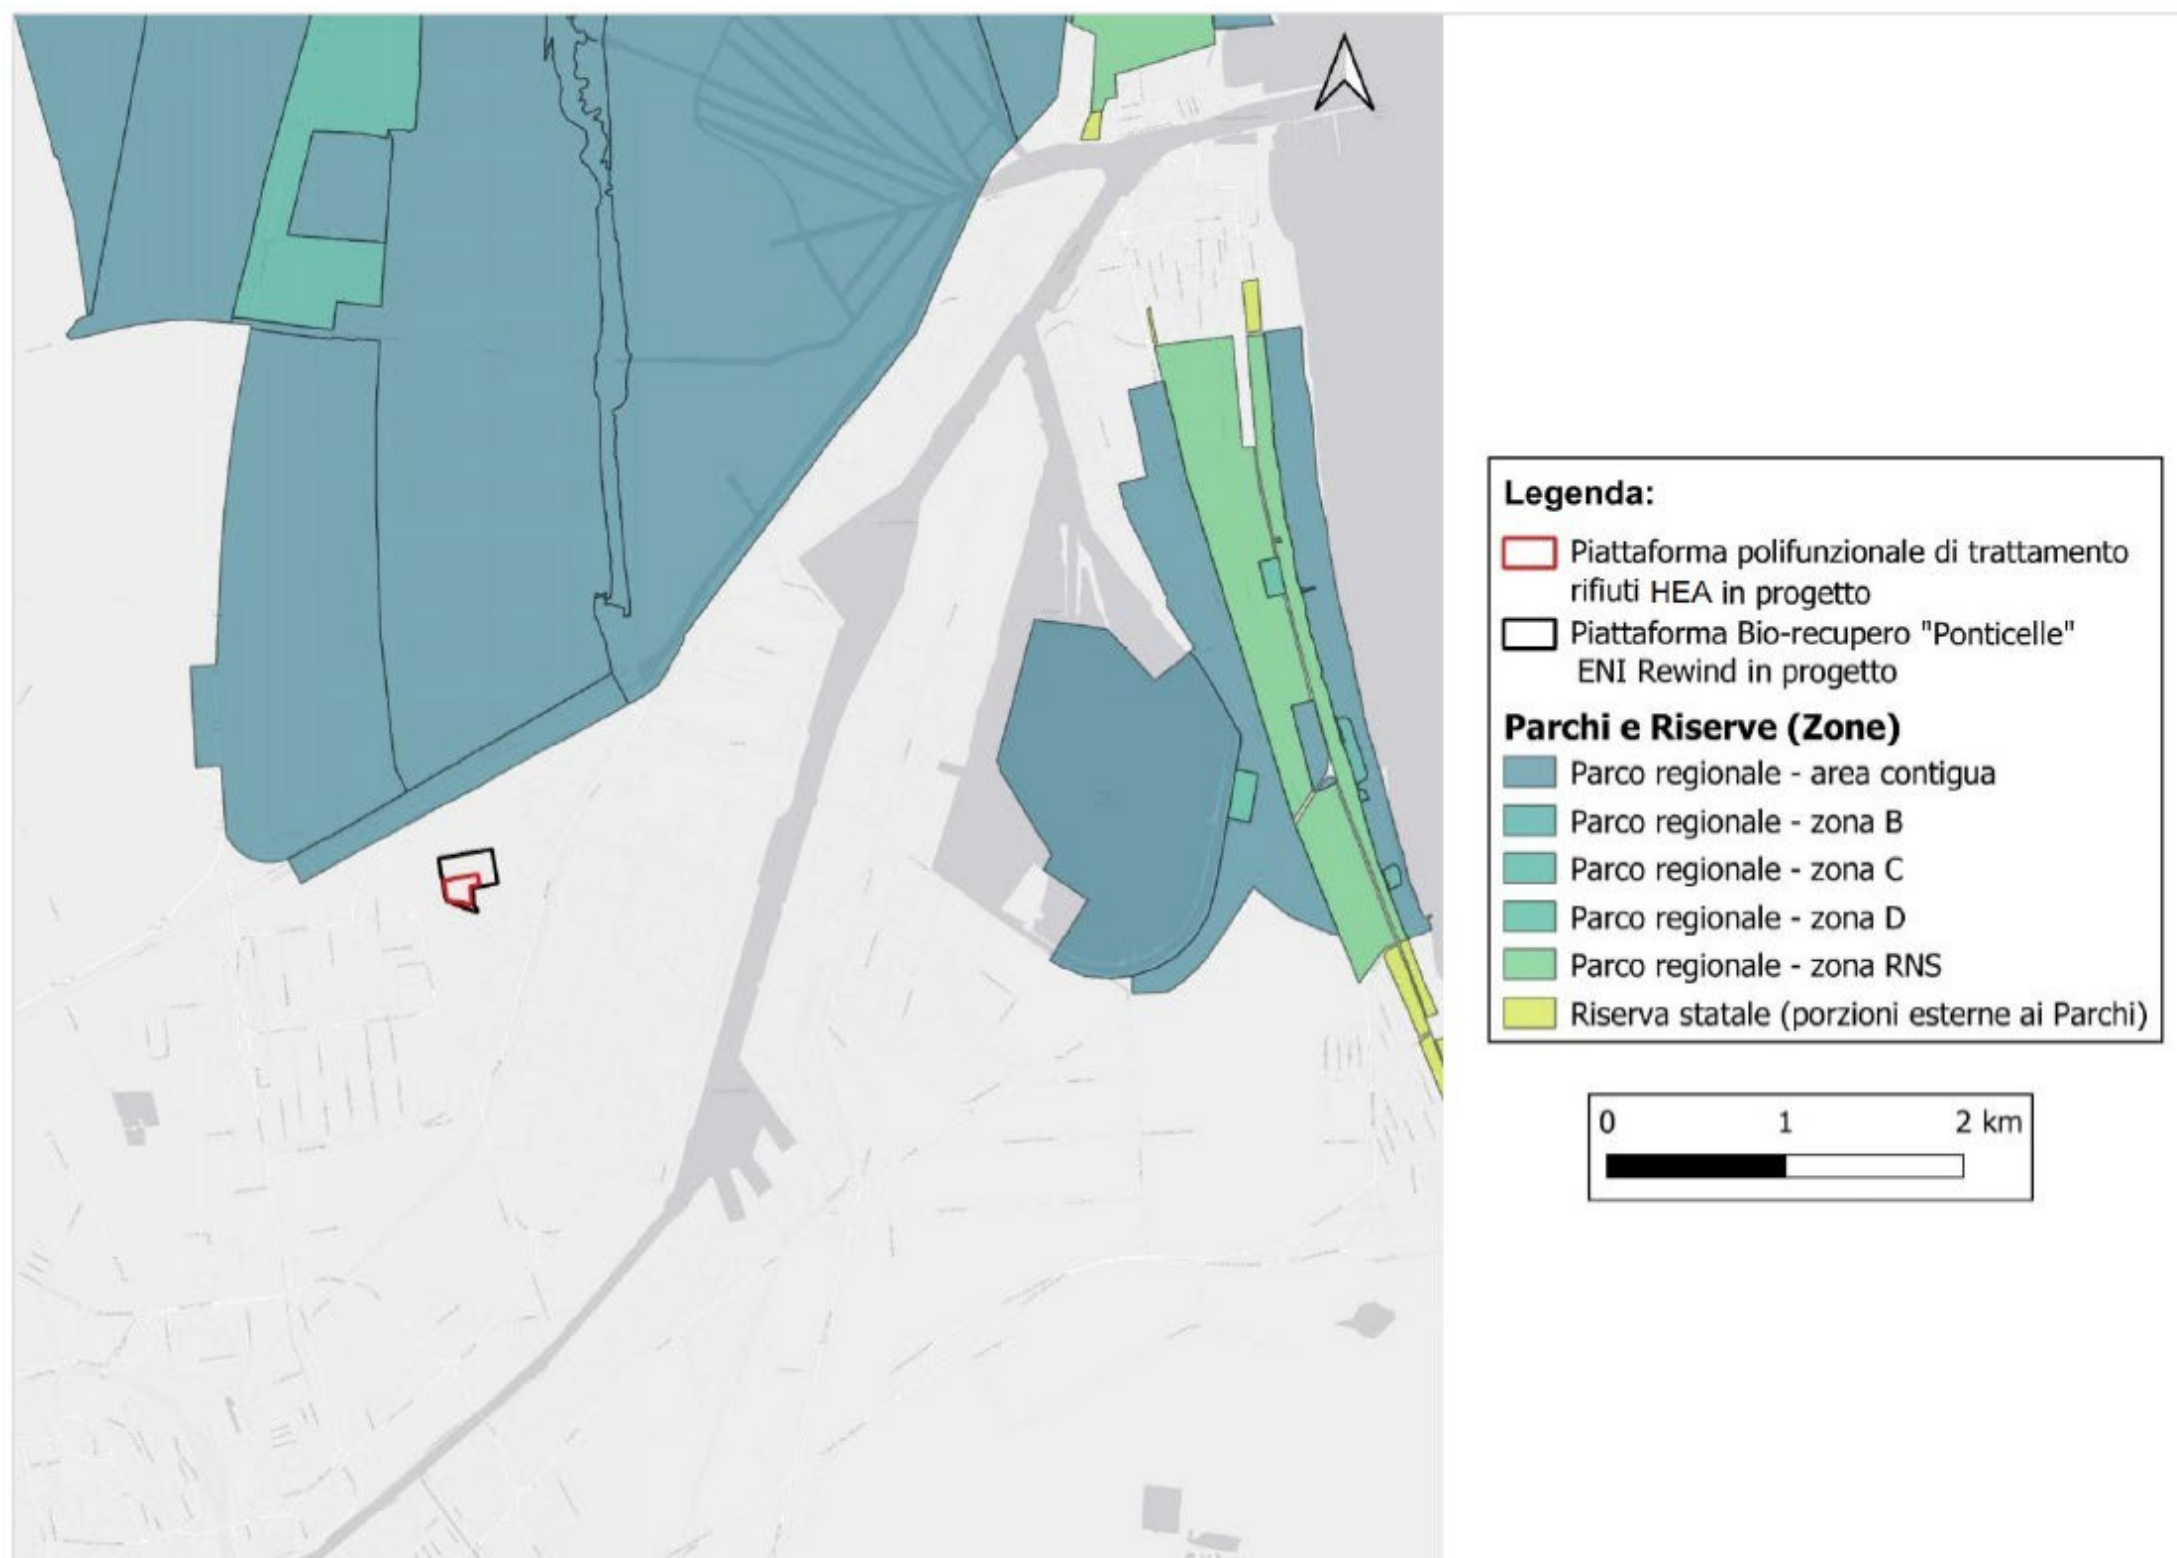 Legenda:
Piattaforma polifunzionale di trattamento
rifiuti HEA in progetto
Piattaforma Bio-recupero "Ponticelle"
ENI Rewind in progetto
Parchi e Riserve (Zone)
Parco regionale - area contigua
Parco regionale - zona B
Parco regionale - zona C
Parco regionale - zona D
Parco regionale - zona RNS
Riserva statale (porzioni esterne ai Parchi)
0 1 2 km